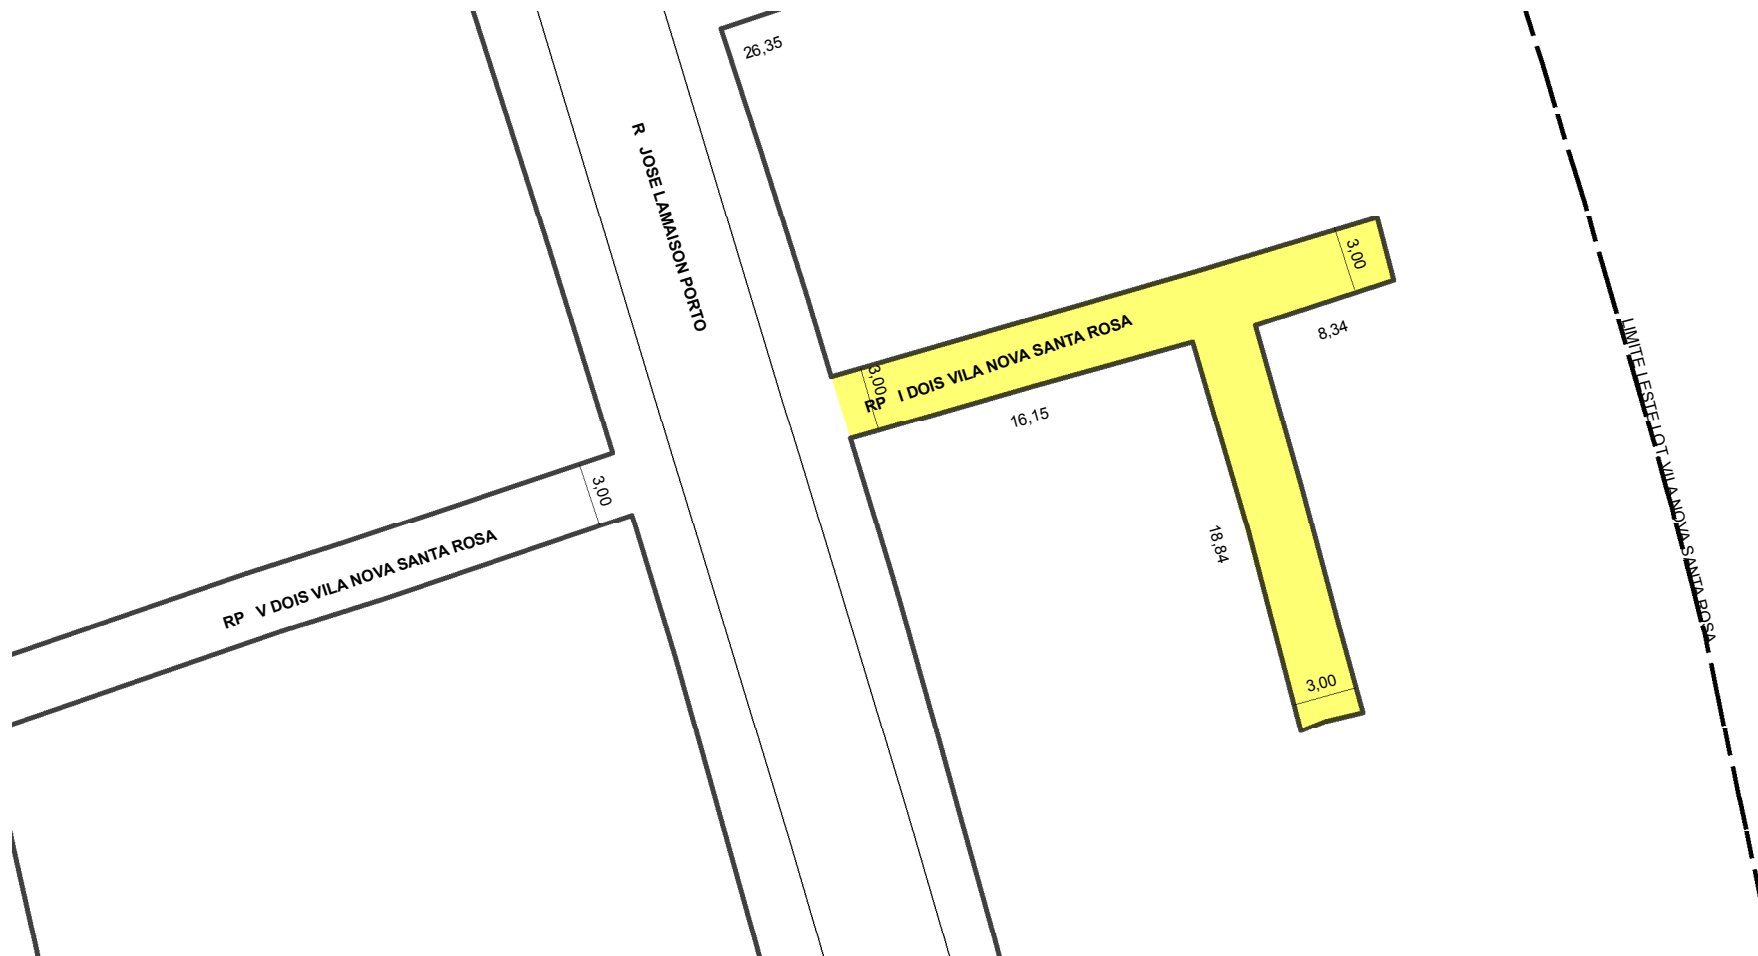 26,35
R JOSE LAMAISON PORTO
3,00
3,00
RP I DOIS VILA NOVA SANTA ROSA
8,34
16,15
3,00
RP V DOIS VILA NOVA SANTA ROSA
18,84
3,00
LIMITE LESTE LOT. VILA NOVA SANTA ROSA